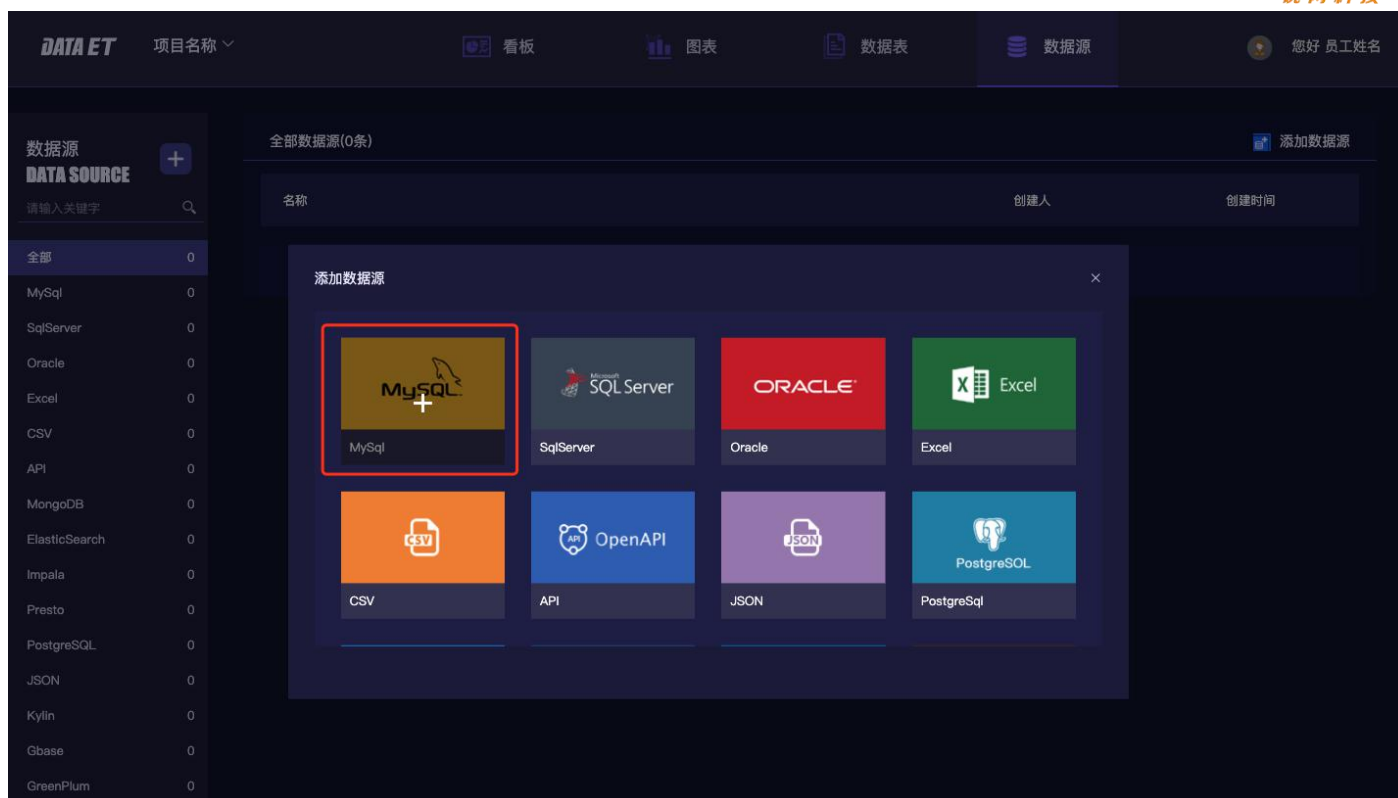 DATA ET 项目名称 看板 图表 数据表 数据源 您好 员工姓名
数据源
DATA SOURCE
请输入关键字
全部 0
MySql 0
SqlServer 0
Oracle 0
Excel 0
CSV 0
API 0
MongoDB 0
ElasticSearch 0
Impala 0
Presto 0
PostgreSQL 0
JSON 0
Kylin 0
Gbase 0
GreenPlum 0
全部数据源(0条) 添加数据源
名称 创建人 创建时间
添加数据源 ×
MySQL
MySql
Microsoft
SQL Server
SqlServer
ORACLE
Oracle
X Excel
Excel
CSV
CSV
API OpenAPI
API
JSON
JSON
PostgreSQL
PostgreSql